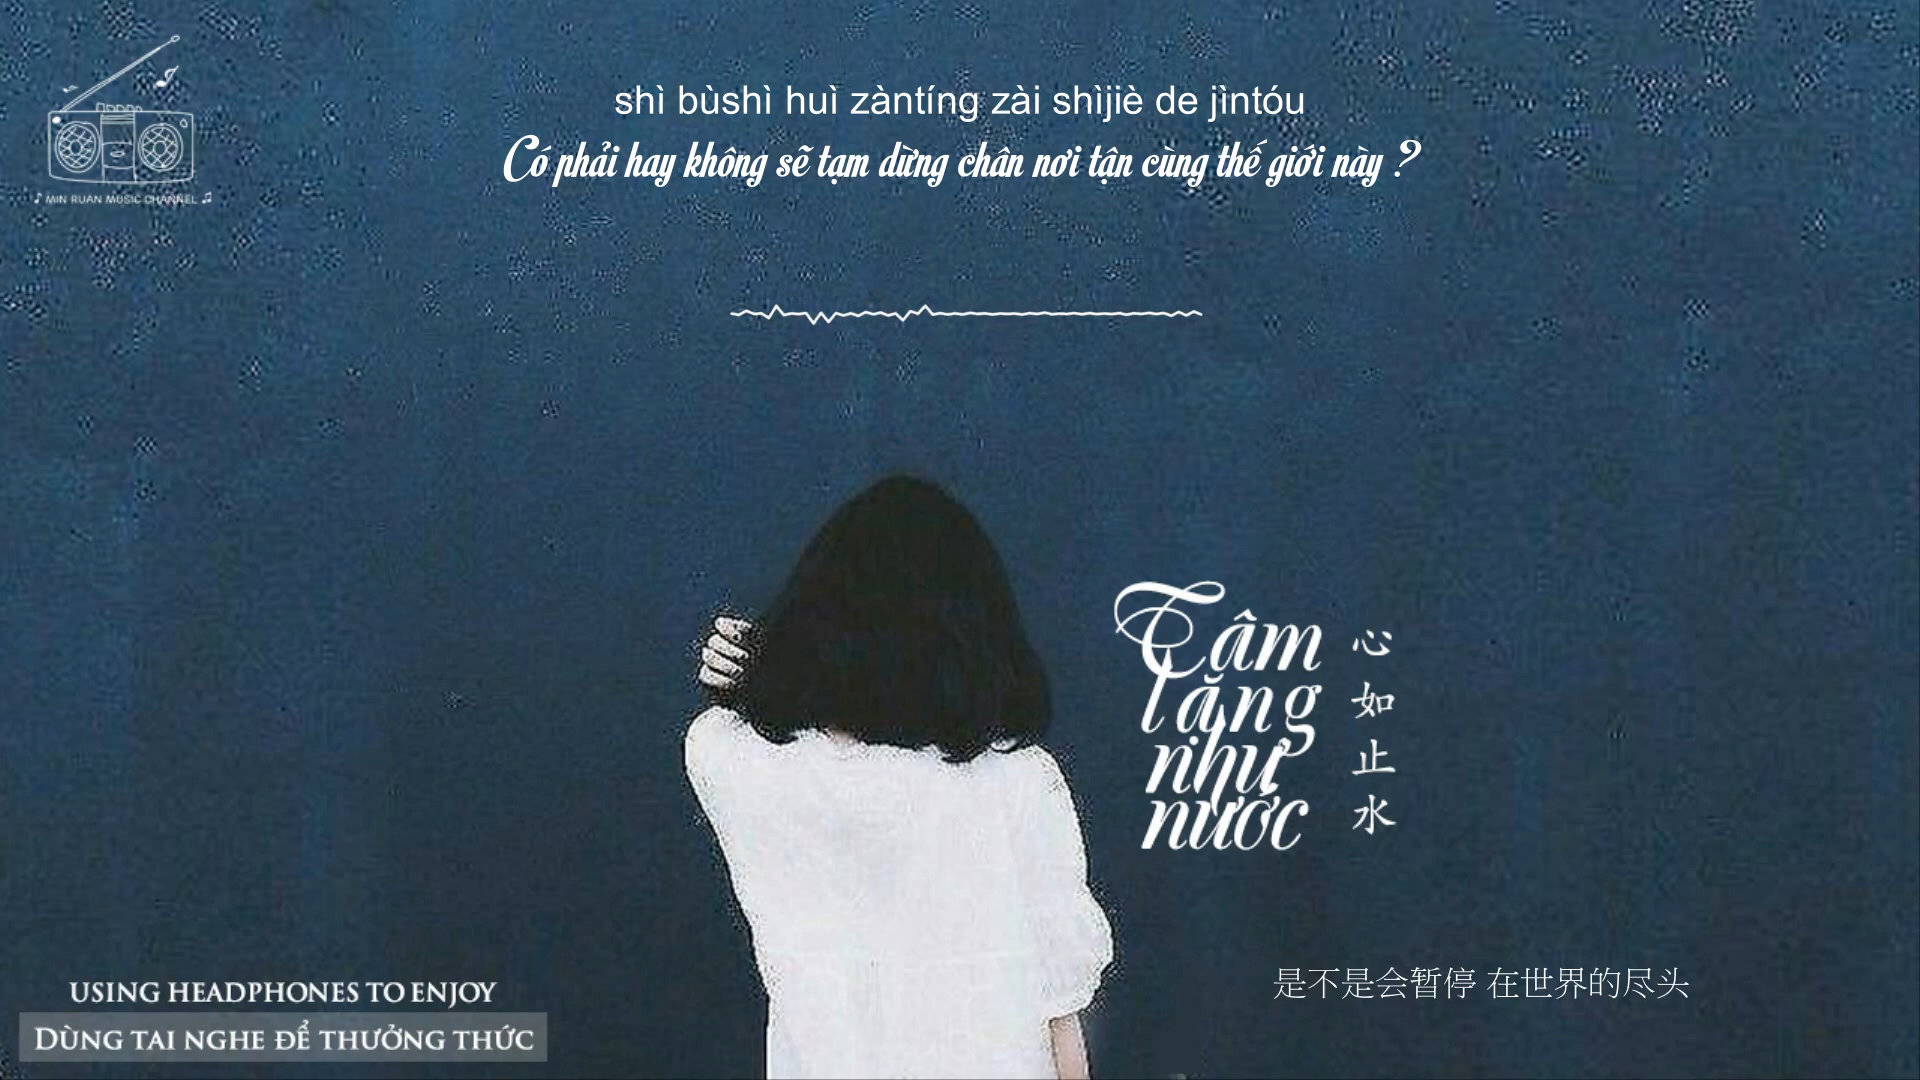 shì bùshì huì zàntíng zài shìjiè de jìntóu
Có phải hay không sẽ tạm dừng chân nơi tận cùng thế giới này ?
♪ MIN RUAN MUSIC CHANNEL ♫
Tâm
lặng
như
nước
心如止水
是不是会暂停 在世界的尽头
USING HEADPHONES TO ENJOY
DÙNG TAI NGHE ĐỂ THƯỞNG THỨC